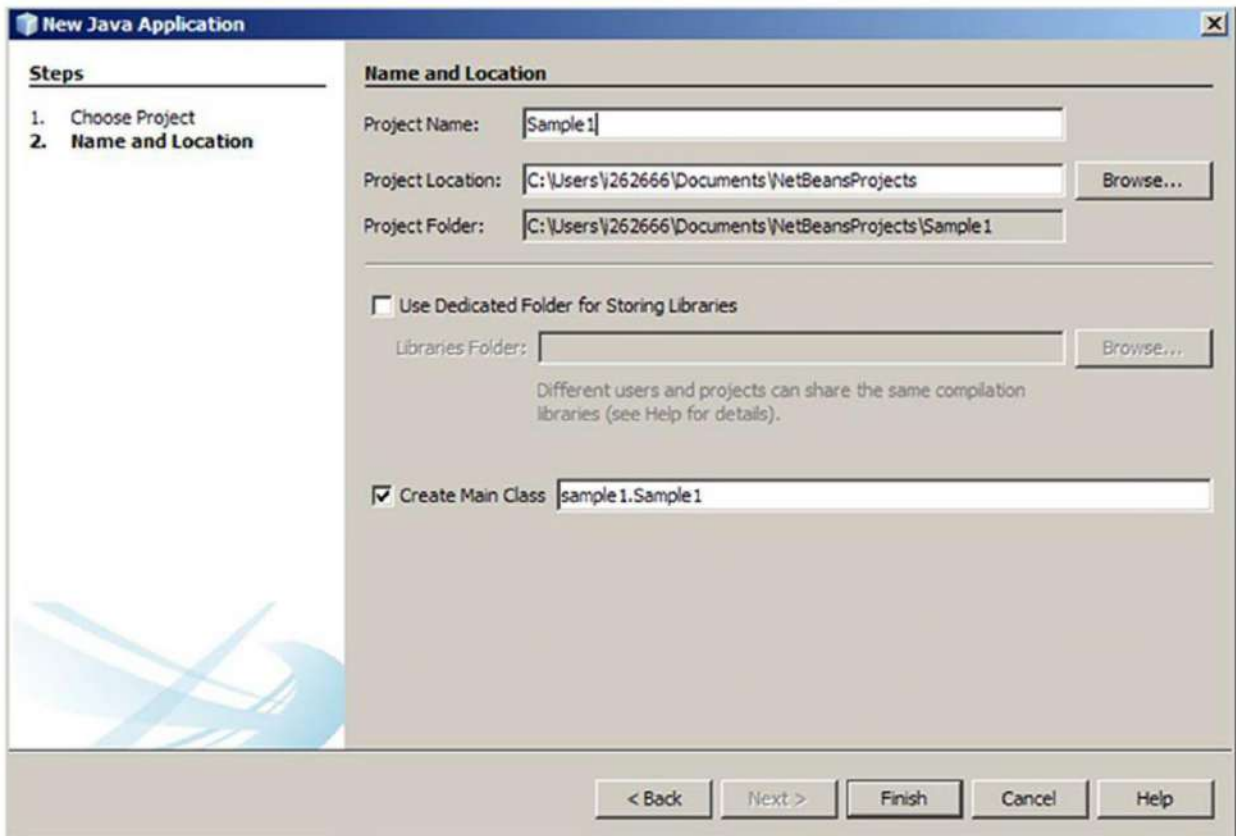 New Java Application
Steps
1. Choose Project
2. Name and Location
Name and Location
Project Name: Sample1
Project Location: C:\Users\i262666\Documents\NetBeansProjects Browse...
Project Folder: C:\Users\i262666\Documents\NetBeansProjects\Sample1
Use Dedicated Folder for Storing Libraries
Libraries Folder: Browse...
Different users and projects can share the same compilation
libraries (see Help for details).
Create Main Class sample1.Sample1
< Back Next > Finish Cancel Help